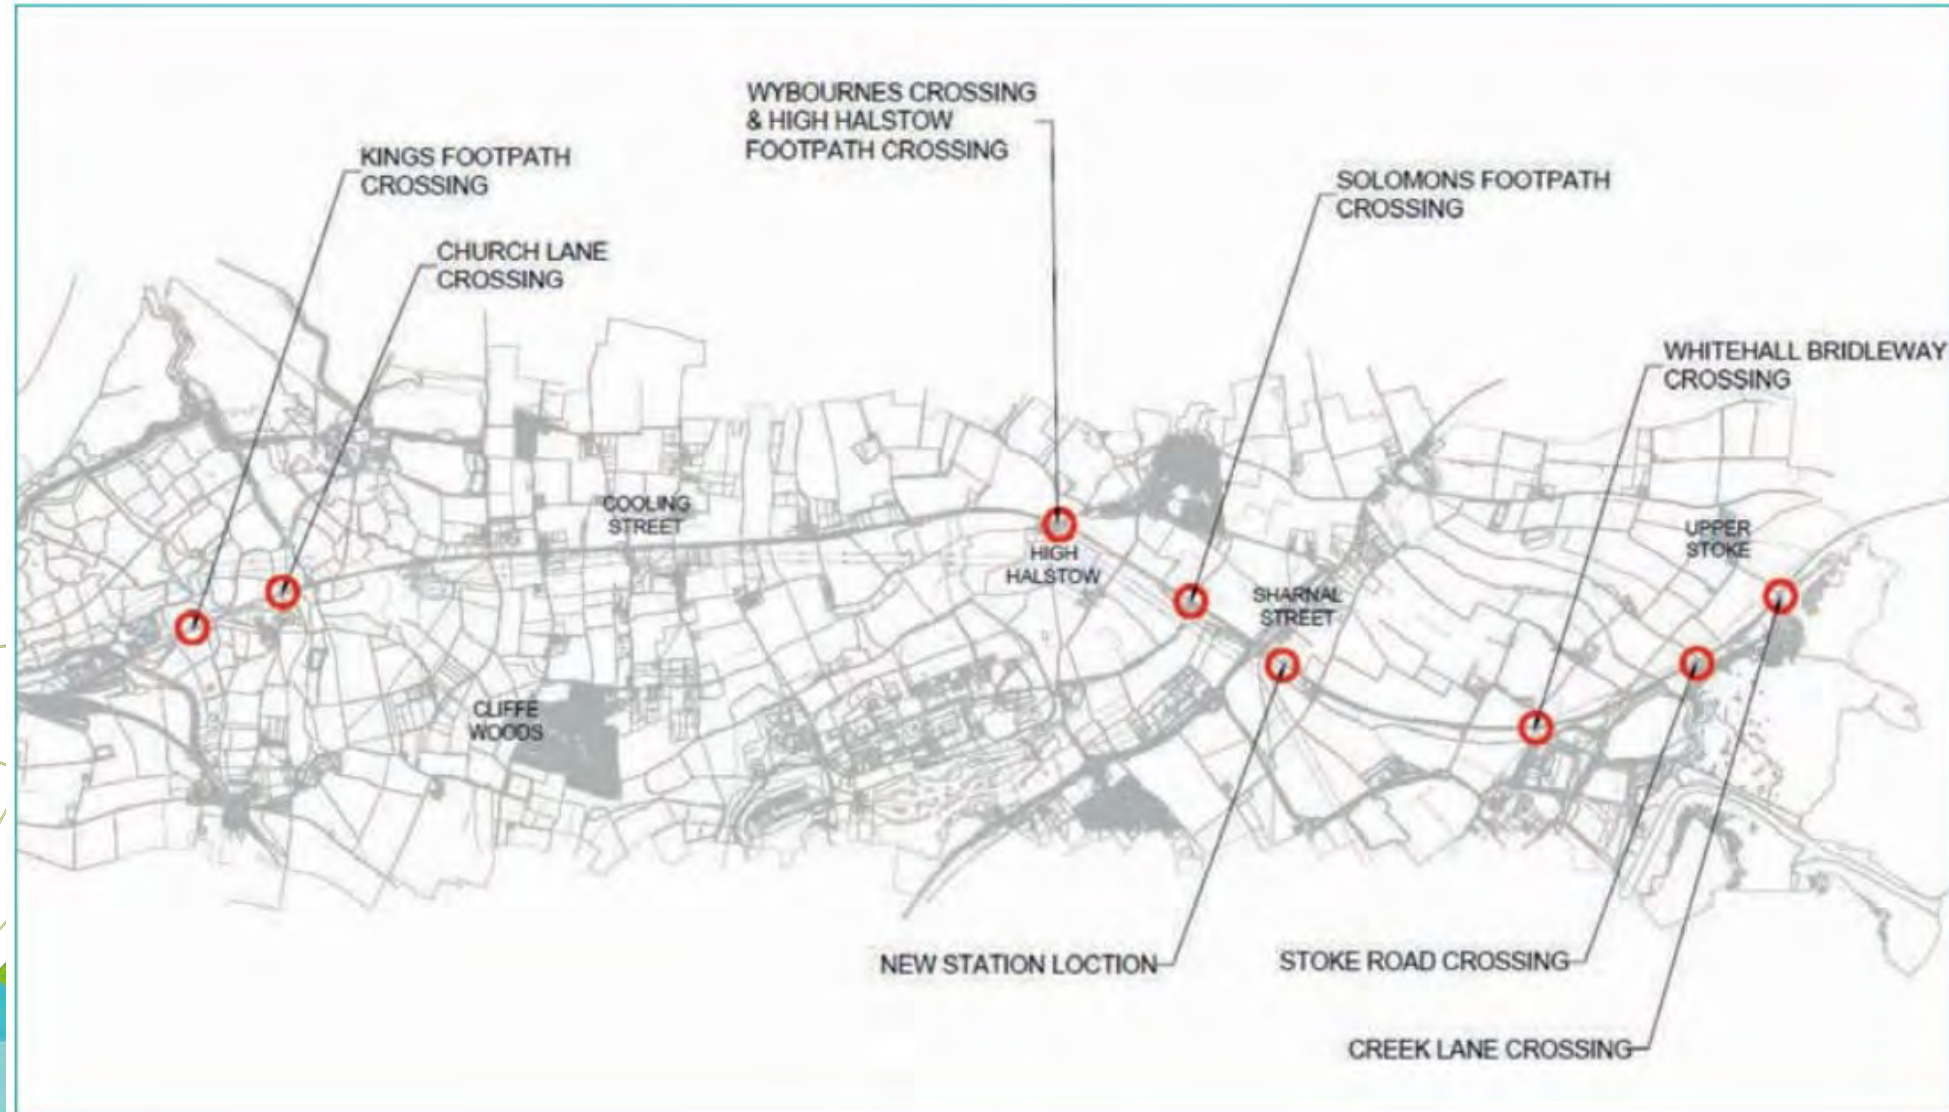 WYBOURNES CROSSING
& HIGH HALSTOW
FOOTPATH CROSSING
KINGS FOOTPATH
CROSSING
SOLOMONS FOOTPATH
CROSSING
CHURCH LANE
CROSSING
WHITEHALL BRIDLEWAY
CROSSING
COOLING
STREET
UPPER
STOKE
HIGH
HALSTOW
SHARNAL
STREET
CLIFFE
WOODS
NEW STATION LOCTION
STOKE ROAD CROSSING
CREEK LANE CROSSING